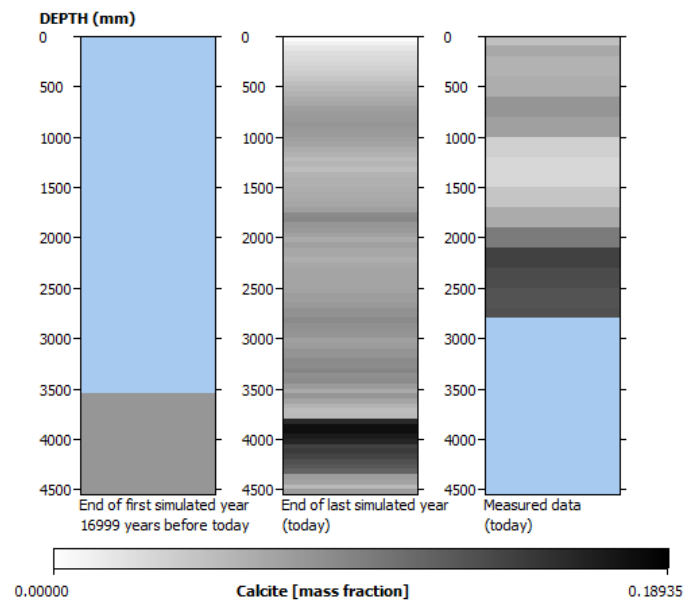 DEPTH (mm)
0 0 0
500 500 500
1000 1000 1000
1500 1500 1500
2000 2000 2000
2500 2500 2500
3000 3000 3000
3500 3500 3500
4000 4000 4000
4500 4500 4500
End of first simulated year End of last simulated year Measured data
16999 years before today (today) (today)
0.00000 Calcite [mass fraction] 0.18935